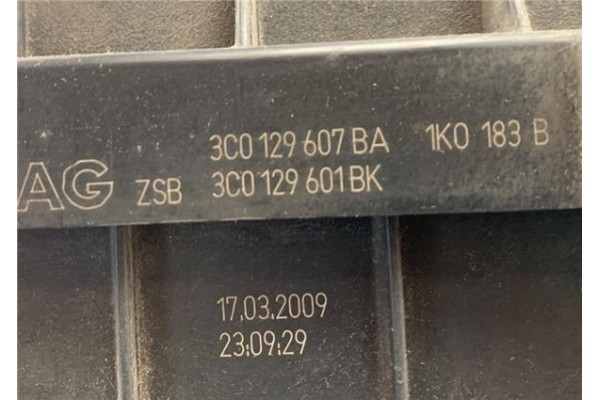 3C0 129 607 BA 1K0 183 B
AG ZSB 3C0 129 601 BK
17.03.2009
23:09:29